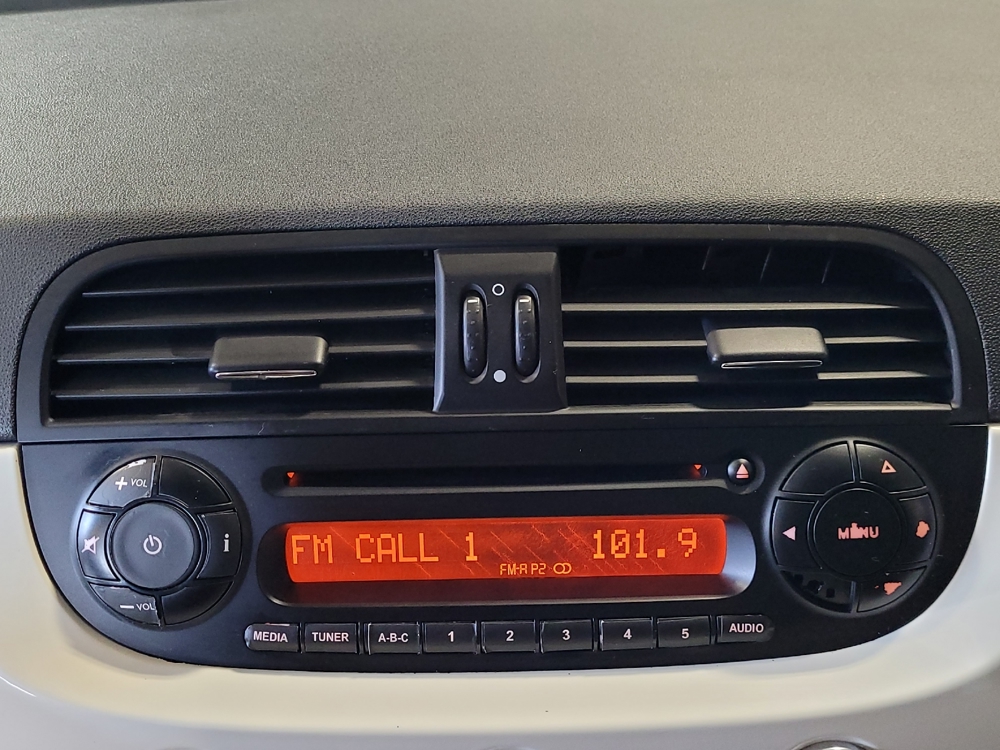 + VOL
i
− VOL
FM CALL 1 101.9
FM-A P2
MENU
MEDIA TUNER A-B-C 1 2 3 4 5 AUDIO